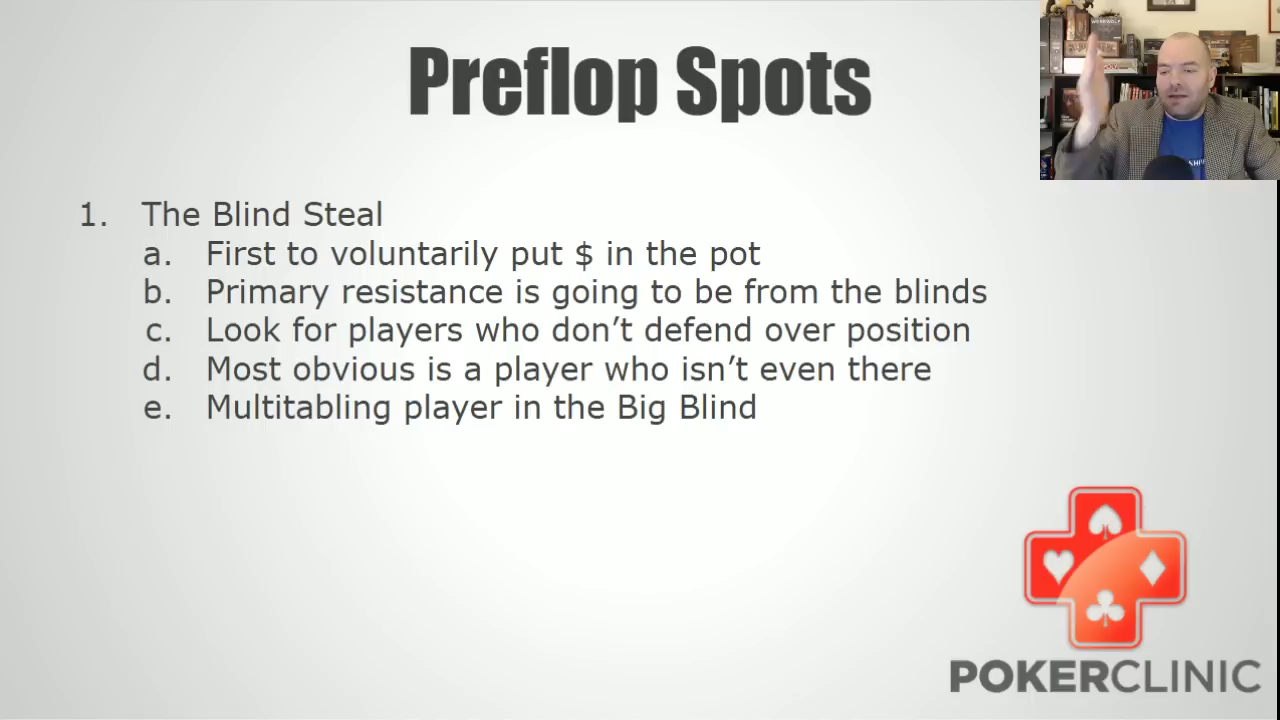 Preflop Spots
1. The Blind Steal
a. First to voluntarily put $ in the pot
b. Primary resistance is going to be from the blinds
c. Look for players who don’t defend over position
d. Most obvious is a player who isn’t even there
e. Multitabling player in the Big Blind
POKERCLINIC
WEREWOLF